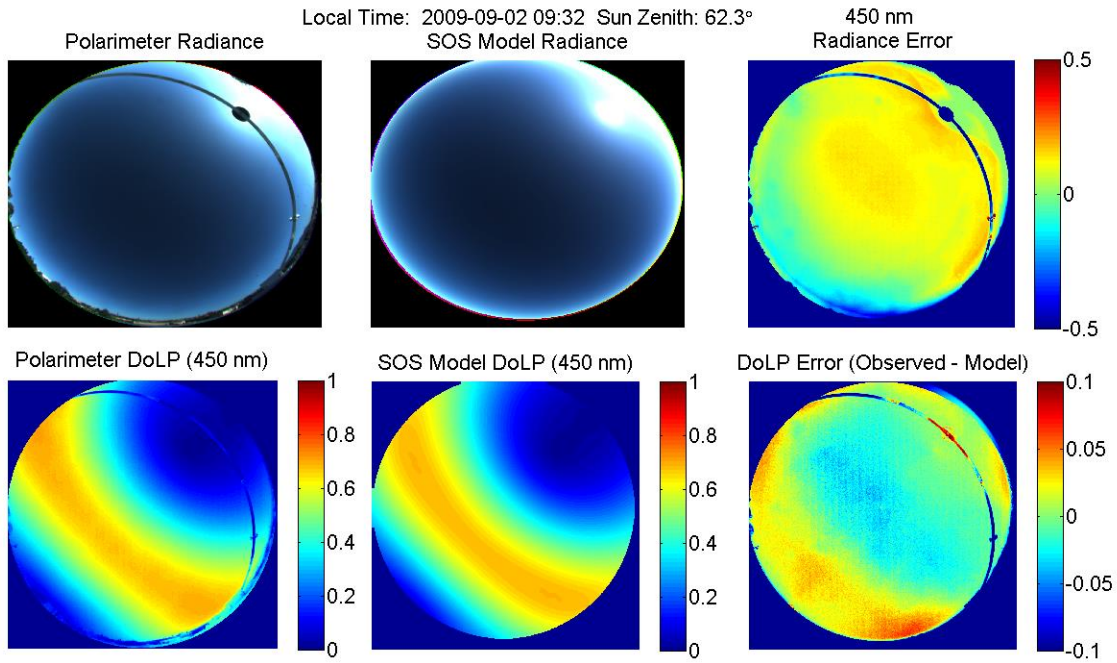 Local Time: 2009-09-02 09:32 Sun Zenith: 62.3° 450 nm
Polarimeter Radiance SOS Model Radiance Radiance Error
0.5
0
-0.5
Polarimeter DoLP (450 nm) SOS Model DoLP (450 nm) DoLP Error (Observed - Model)
1 1 0.1
0.8 0.8 0.05
0.6 0.6 0
0.4 0.4 -0.05
0.2 0.2 -0.1
0 0